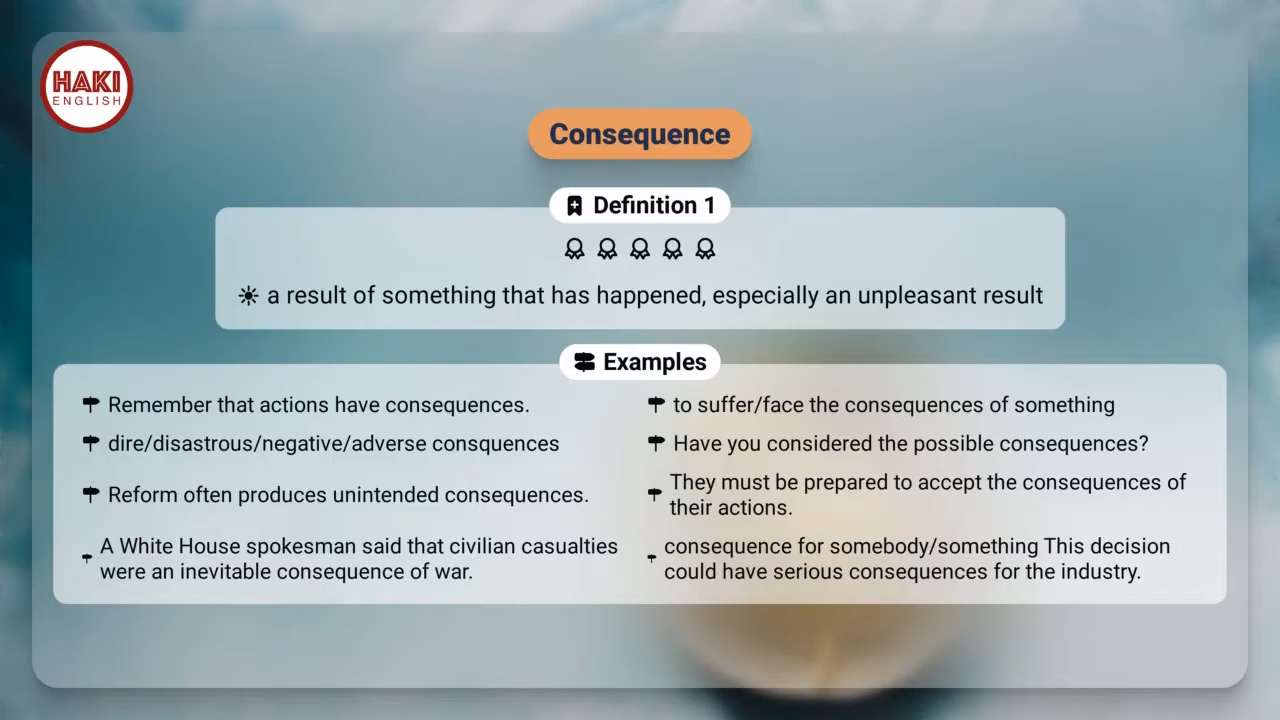 HAKI
ENGLISH
Consequence
Definition 1
a result of something that has happened, especially an unpleasant result
Examples
Remember that actions have consequences.
to suffer/face the consequences of something
dire/disastrous/negative/adverse consquences
Have you considered the possible consequences?
Reform often produces unintended consequences.
They must be prepared to accept the consequences of
their actions.
A White House spokesman said that civilian casualties
were an inevitable consequence of war.
consequence for somebody/something This decision
could have serious consequences for the industry.